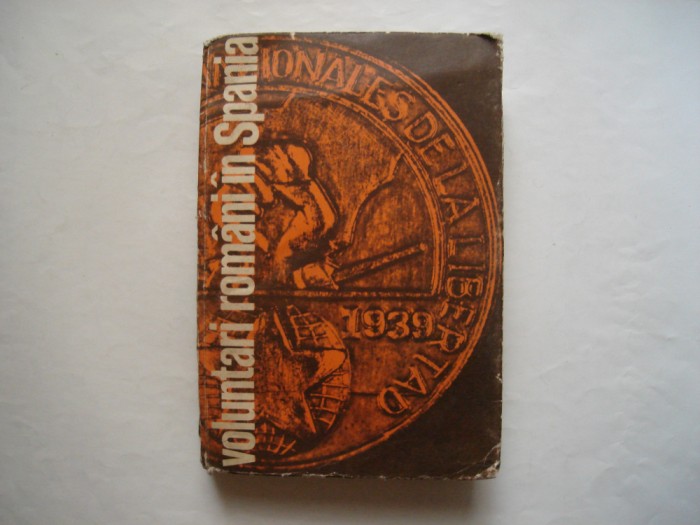 voluntari români în Spania
IONALES DE LA LIBERTAD
1939